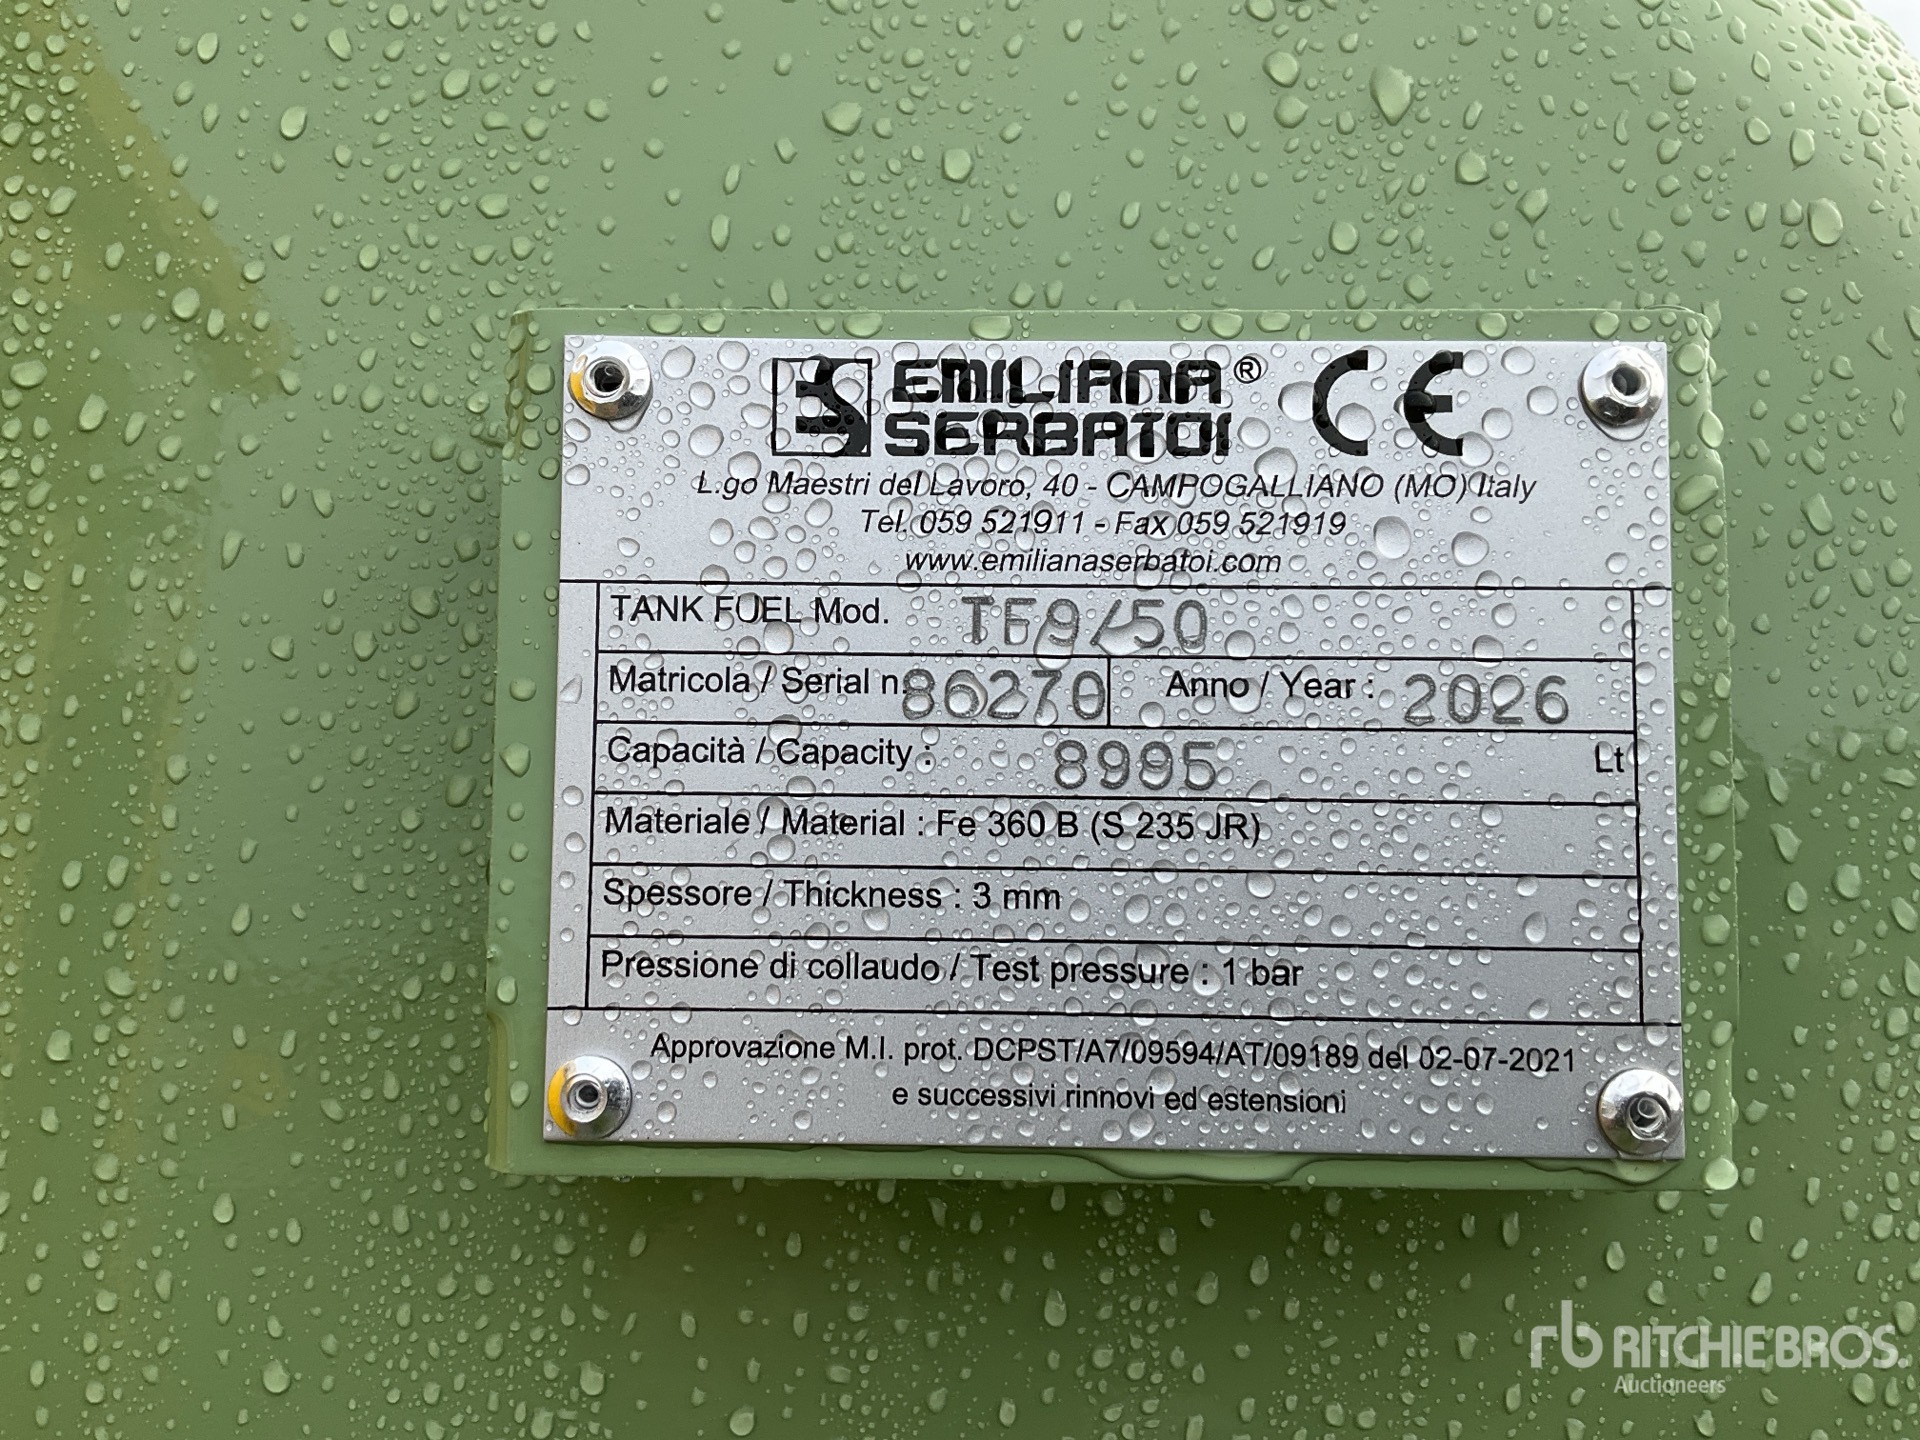 EMILIANA® CE
SERBATOI
L.go Maestri del Lavoro, 40 - CAMPOGALLIANO (MO) Italy
Tel. 059 521911 - Fax 059 521919
www.emilianaserbatoi.com
TANK FUEL Mod. TF9/50
Matricola / Serial n. 86270 Anno / Year : 2026
Capacità / Capacity : 8995 Lt
Materiale / Material : Fe 360 B (S 235 JR)
Spessore / Thickness : 3 mm
Pressione di collaudo / Test pressure : 1 bar
Approvazione M.I. prot. DCPST/A7/09594/AT/09189 del 02-07-2021
e successivi rinnovi ed estensioni
rb RITCHIE BROS.
Auctioneers